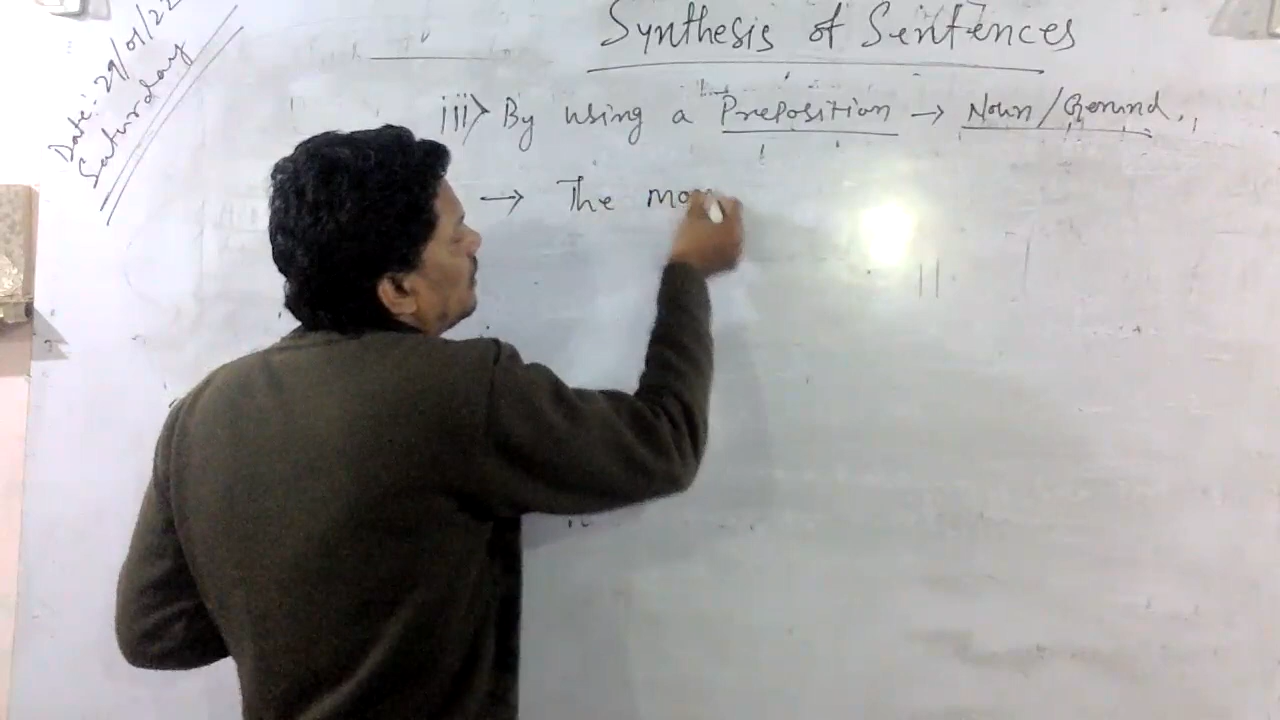 Date:- 29/01/22
Saturday
Synthesis of Sentences
iii> By using a Preposition → Noun/Gerund.
→ The mo